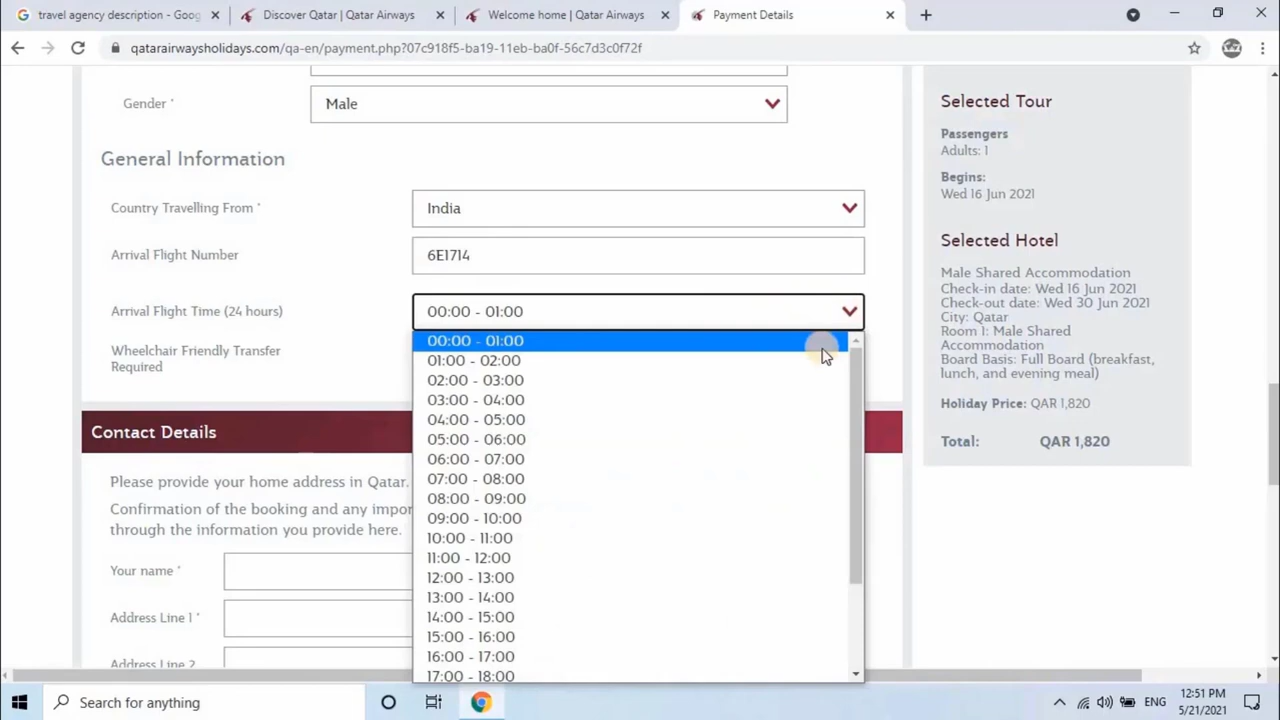 travel agency description - Goog
Discover Qatar | Qatar Airways
Welcome home | Qatar Airways
Payment Details
qatarairwaysholidays.com/qa-en/payment.php?07c918f5-ba19-11eb-ba0f-56c7d3c0f72f
Gender *
Male
General Information
Country Travelling From *
India
Arrival Flight Number
6E1714
Arrival Flight Time (24 hours)
00:00 - 01:00
00:00 - 01:00
01:00 - 02:00
02:00 - 03:00
03:00 - 04:00
04:00 - 05:00
05:00 - 06:00
06:00 - 07:00
07:00 - 08:00
08:00 - 09:00
09:00 - 10:00
10:00 - 11:00
11:00 - 12:00
12:00 - 13:00
13:00 - 14:00
14:00 - 15:00
15:00 - 16:00
16:00 - 17:00
17:00 - 18:00
Wheelchair Friendly Transfer
Required
Contact Details
Please provide your home address in Qatar.
Confirmation of the booking and any impor
through the information you provide here.
Your name *
Address Line 1 *
Address Line 2
Selected Tour
Passengers
Adults: 1
Begins:
Wed 16 Jun 2021
Selected Hotel
Male Shared Accommodation
Check-in date: Wed 16 Jun 2021
Check-out date: Wed 30 Jun 2021
City: Qatar
Room 1: Male Shared
Accommodation
Board Basis: Full Board (breakfast,
lunch, and evening meal)
Holiday Price: QAR 1,820
Total: QAR 1,820
Search for anything
ENG
12:51 PM
5/21/2021